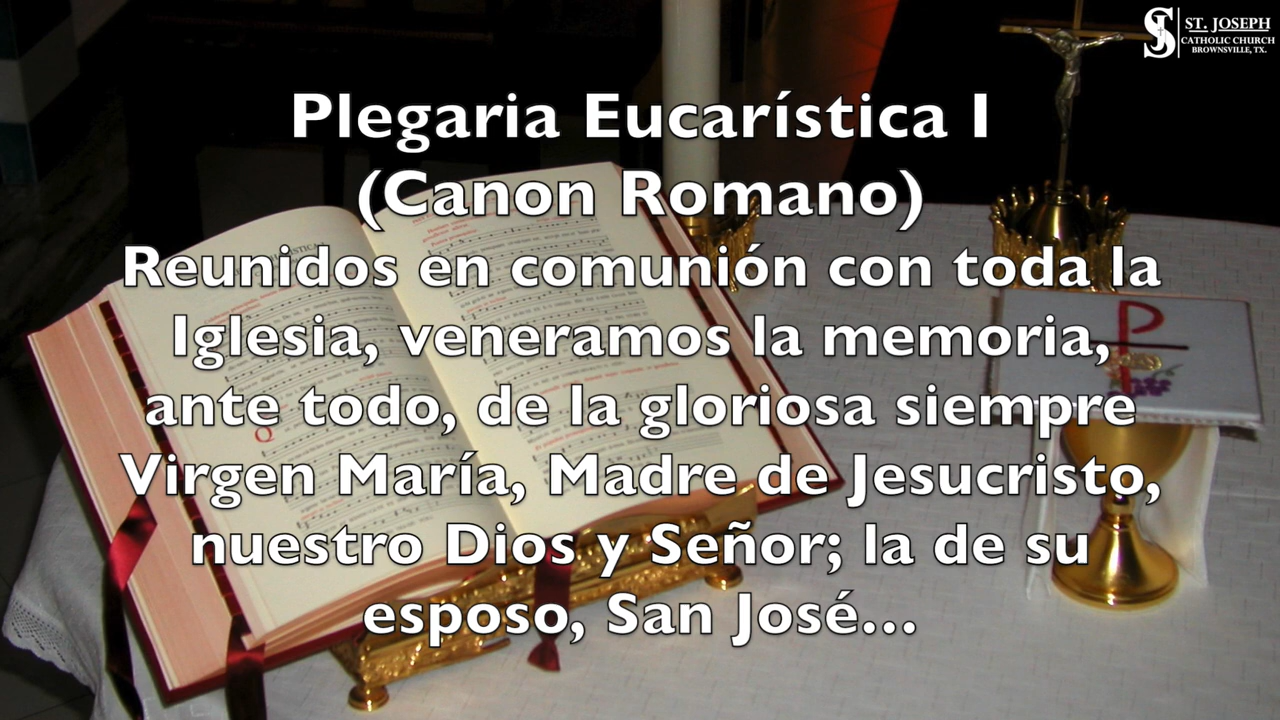 ST. JOSEPH
CATHOLIC CHURCH
BROWNSVILLE, TX.
Plegaria Eucarística I
(Canon Romano)
Reunidos en comunión con toda la
Iglesia, veneramos la memoria,
ante todo, de la gloriosa siempre
Virgen María, Madre de Jesucristo,
nuestro Dios y Señor; la de su
esposo, San José...